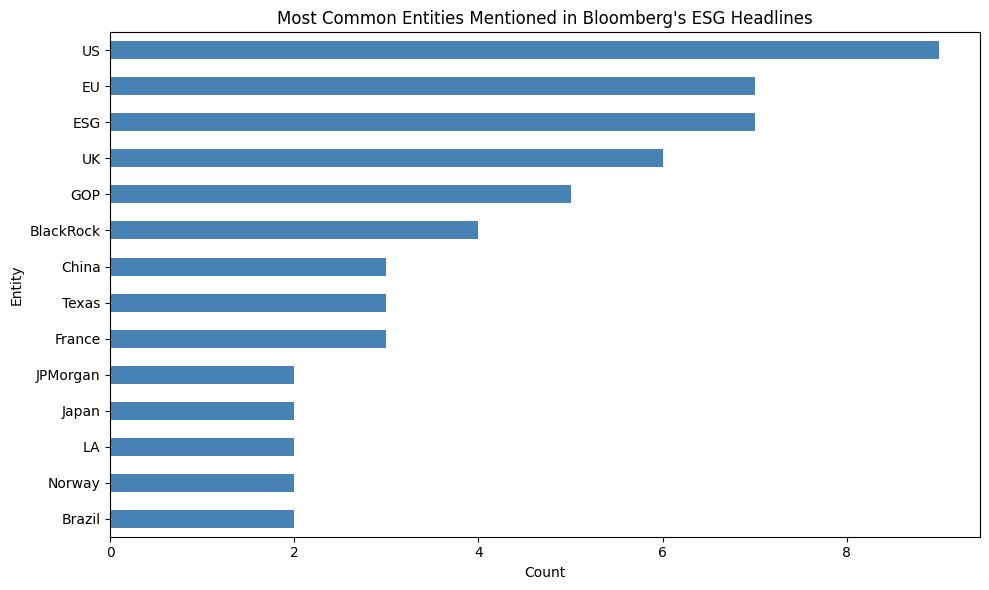 Most Common Entities Mentioned in Bloomberg's ESG Headlines
US
EU
ESG
UK
GOP
BlackRock
China
Texas
France
JPMorgan
Japan
LA
Norway
Brazil
Entity
0 2 4 6 8
Count